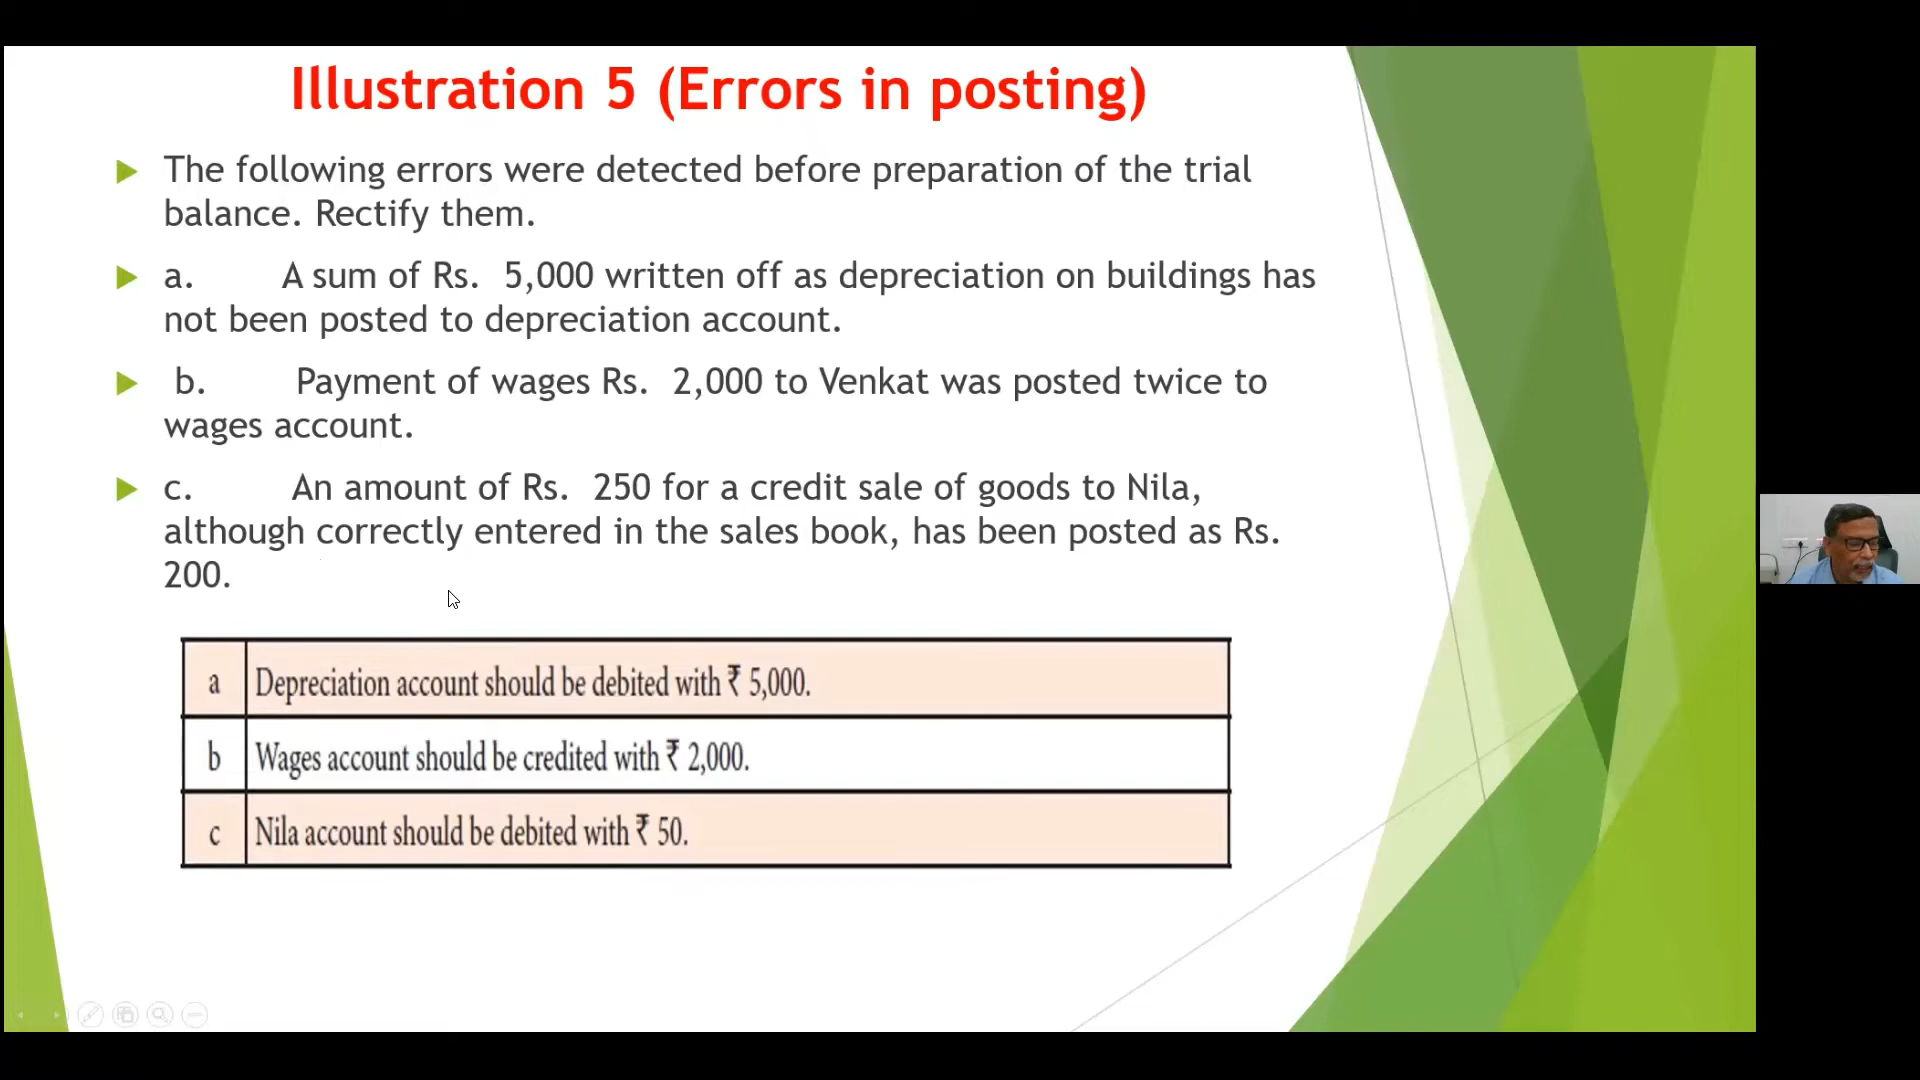 Illustration 5 (Errors in posting)
The following errors were detected before preparation of the trial
balance. Rectify them.
a. A sum of Rs. 5,000 written off as depreciation on buildings has
not been posted to depreciation account.
b. Payment of wages Rs. 2,000 to Venkat was posted twice to
wages account.
c. An amount of Rs. 250 for a credit sale of goods to Nila,
although correctly entered in the sales book, has been posted as Rs.
200.
a Depreciation account should be debited with ₹ 5,000.
b Wages account should be credited with ₹ 2,000.
c Nila account should be debited with ₹ 50.